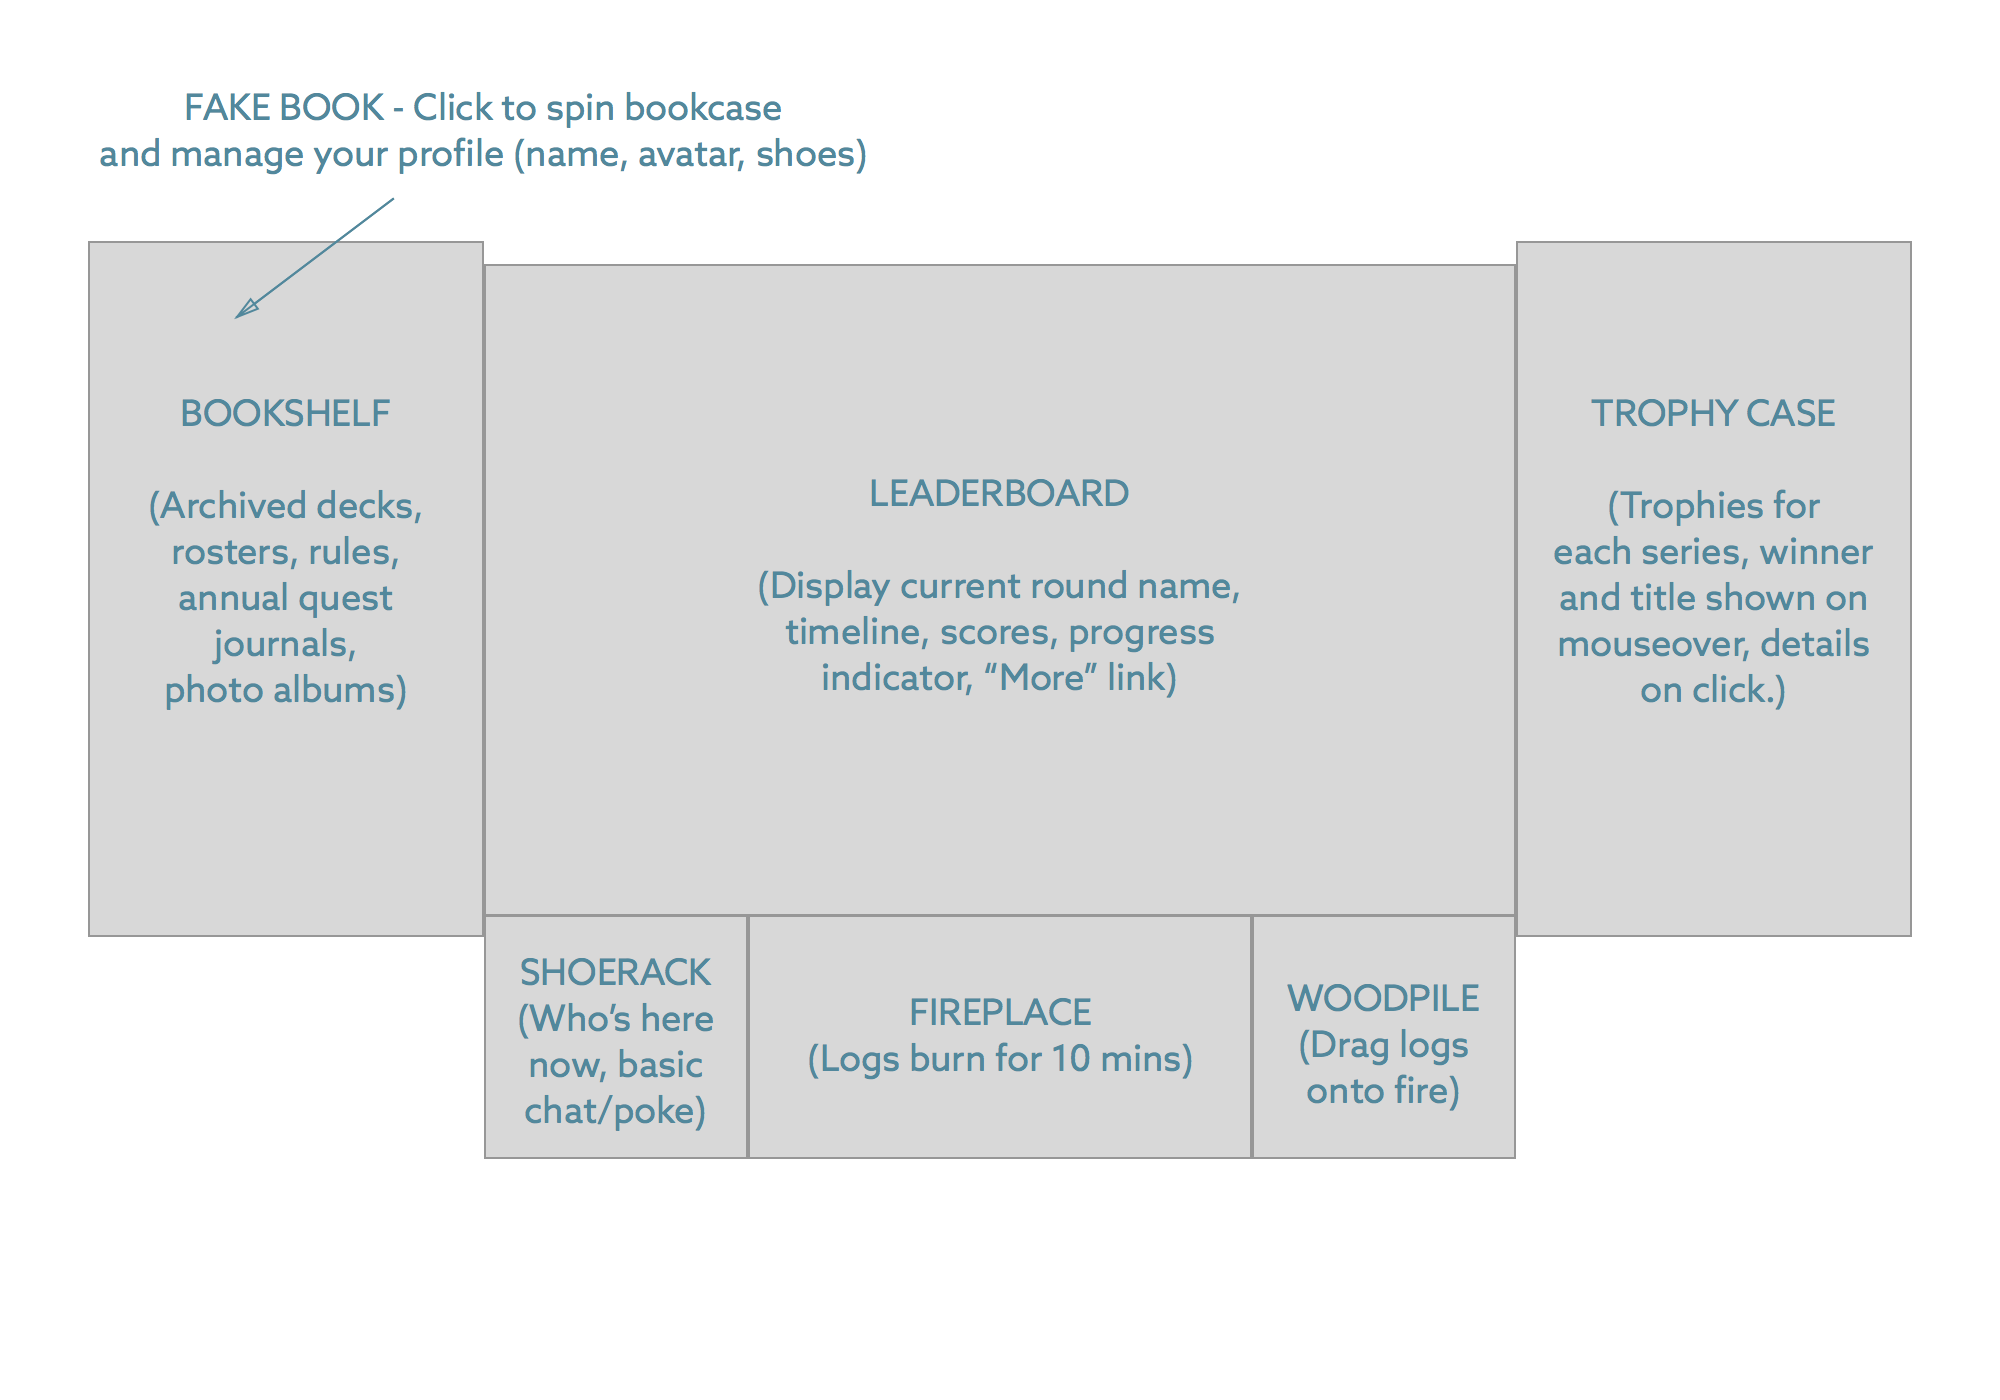 FAKE BOOK - Click to spin bookcase
and manage your profile (name, avatar, shoes)
BOOKSHELF
(Archived decks,
rosters, rules,
annual quest
journals,
photo albums)
LEADERBOARD
(Display current round name,
timeline, scores, progress
indicator, “More” link)
TROPHY CASE
(Trophies for
each series, winner
and title shown on
mouseover, details
on click.)
SHOERACK
(Who’s here
now, basic
chat/poke)
FIREPLACE
(Logs burn for 10 mins)
WOODPILE
(Drag logs
onto fire)